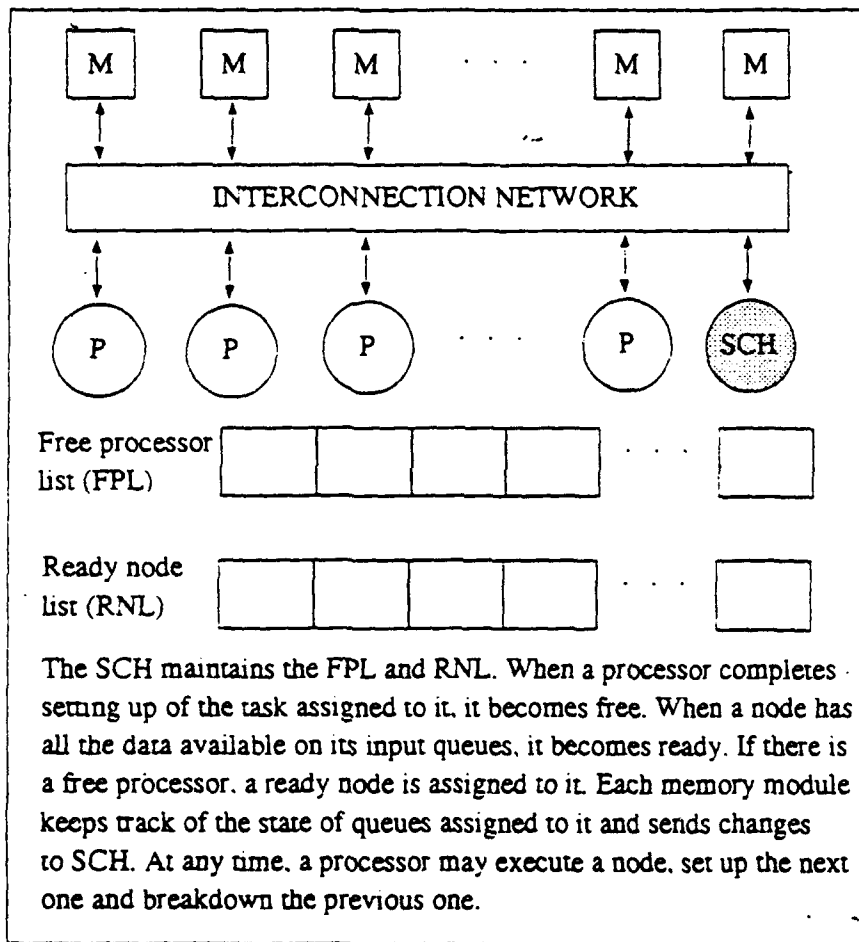 M M M · · · M M
INTERCONNECTION NETWORK
P P P · · · P SCH
Free processor
list (FPL)
· · · ·
Ready node
list (RNL)
· · ·
The SCH maintains the FPL and RNL. When a processor completes
setting up of the task assigned to it, it becomes free. When a node has
all the data available on its input queues, it becomes ready. If there is
a free processor, a ready node is assigned to it. Each memory module
keeps track of the state of queues assigned to it and sends changes
to SCH. At any time, a processor may execute a node, set up the next
one and breakdown the previous one.